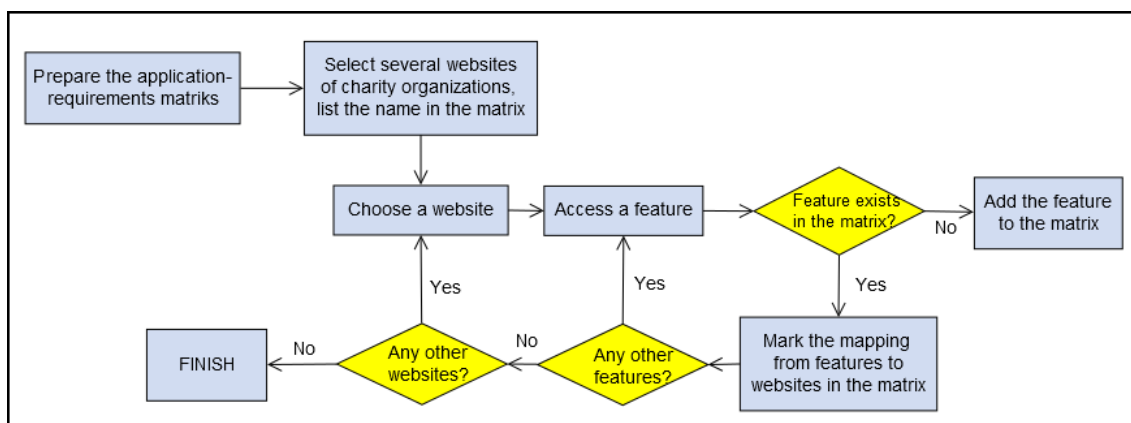 Prepare the application-
requirements matriks
Select several websites
of charity organizations,
list the name in the matrix
Choose a website
Access a feature
Feature exists
in the matrix?
No
Add the feature
to the matrix
Yes
Yes
Yes
Mark the mapping
from features to
websites in the matrix
Any other
features?
No
Any other
websites?
No
FINISH